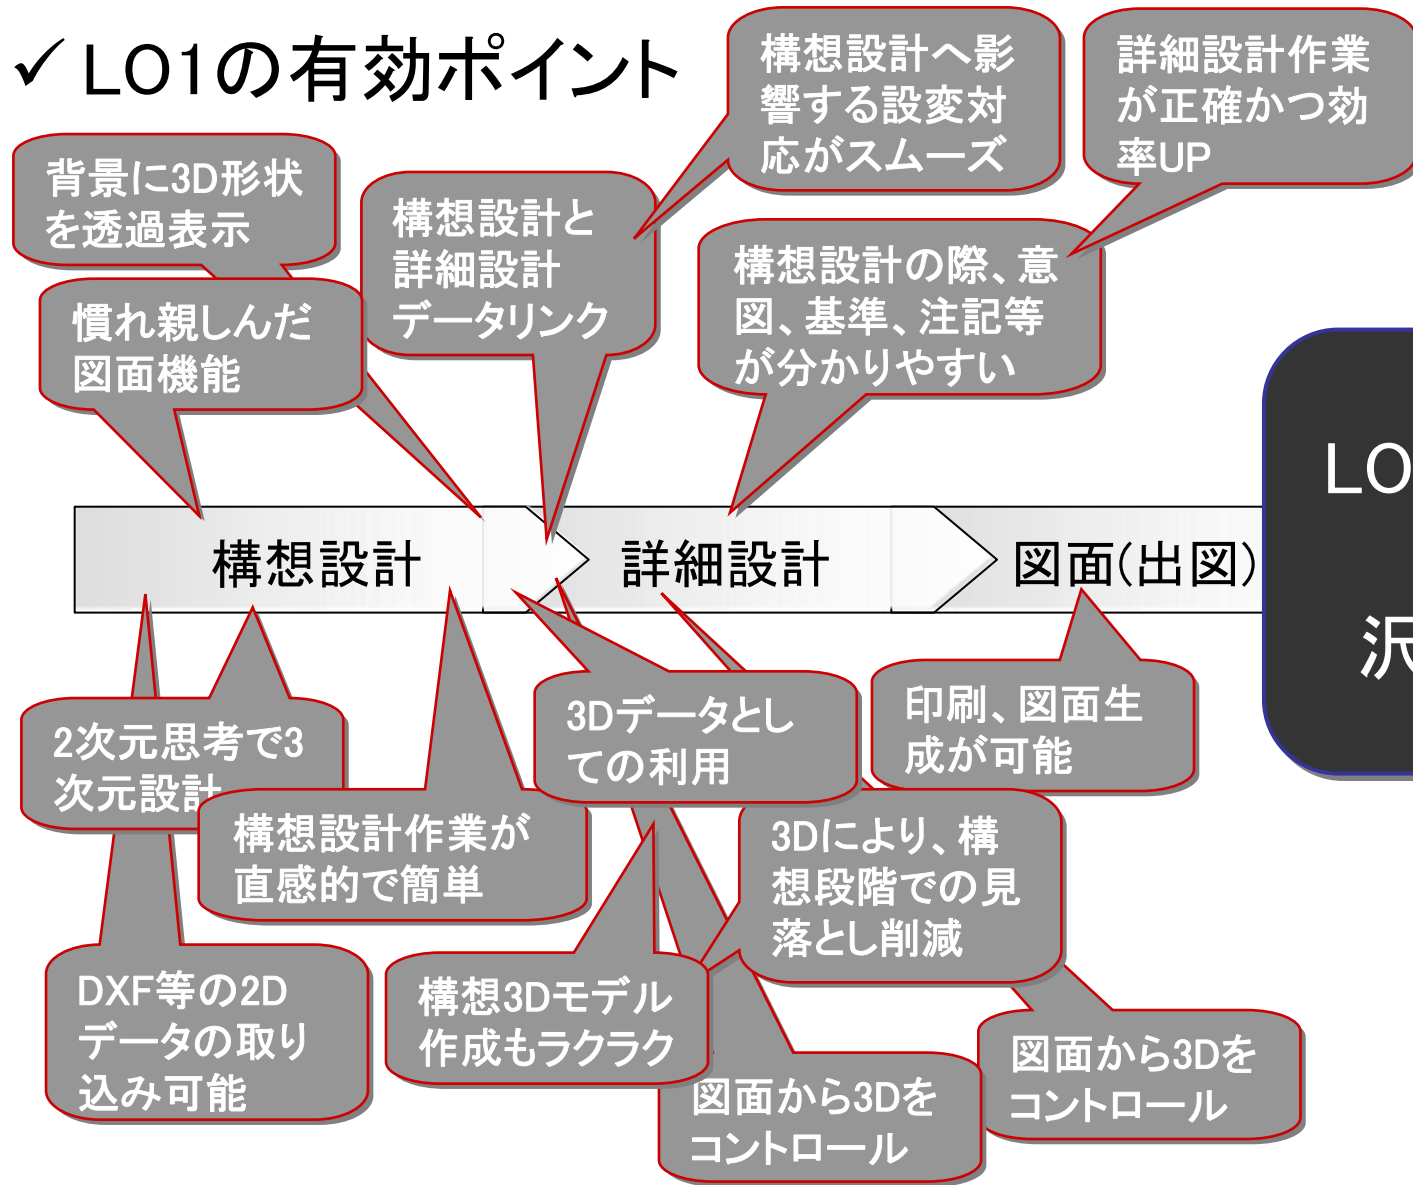 ✓LO1の有効ポイント
構想設計へ影
響する設変対
応がスムーズ
詳細設計作業
が正確かつ効
率UP
背景に3D形状
を透過表示
構想設計と
詳細設計
データリンク
構想設計の際、意
図、基準、注記等
が分かりやすい
慣れ親しんだ
図面機能
LO
沢
構想設計
詳細設計
図面(出図)
2次元思考で3
次元設計
3Dデータとし
ての利用
印刷、図面生
成が可能
構想設計作業が
直感的で簡単
3Dにより、構
想段階での見
落とし削減
DXF等の2D
データの取り
込み可能
構想3Dモデル
作成もラクラク
図面から3Dを
コントロール
図面から3Dを
コントロール